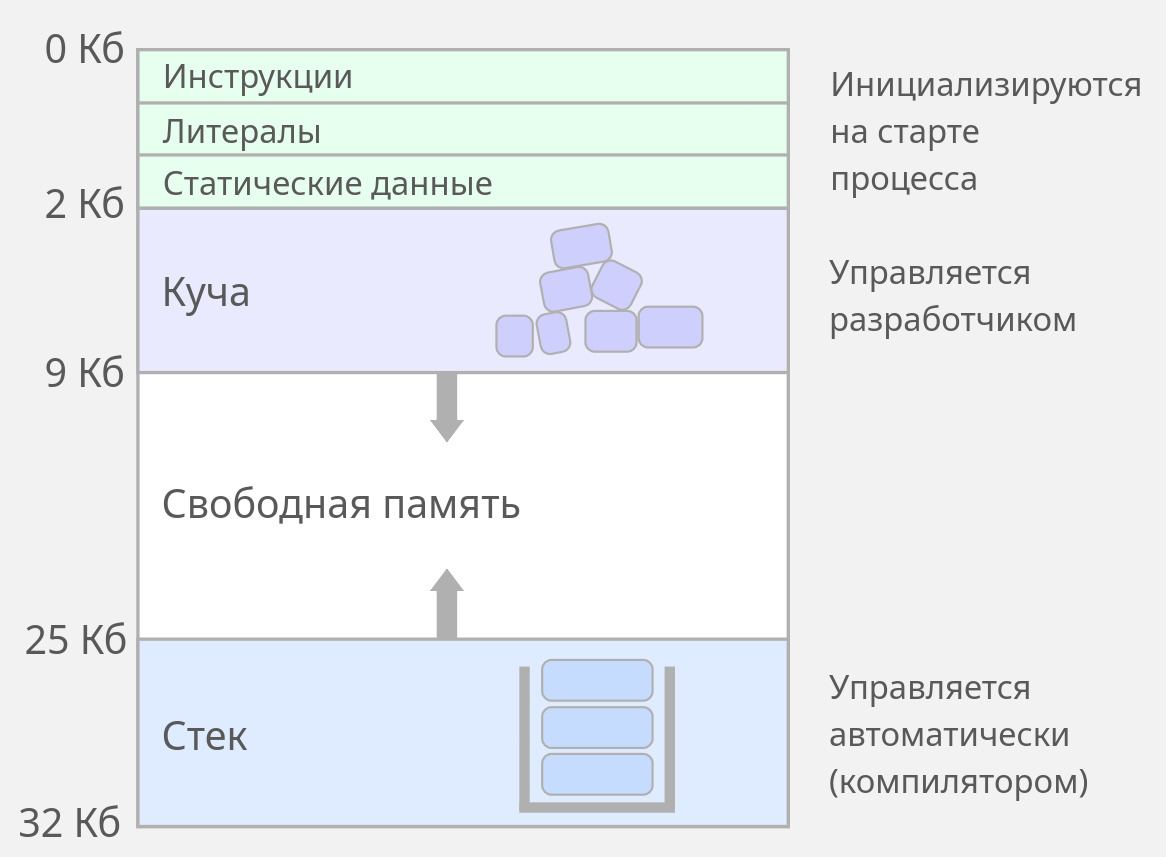 0 Кб
Инструкции
Литералы
Статические данные
Инициализируются
на старте
процесса
2 Кб
Куча
Управляется
разработчиком
9 Кб
Свободная память
25 Кб
Стек
Управляется
автоматически
(компилятором)
32 Кб